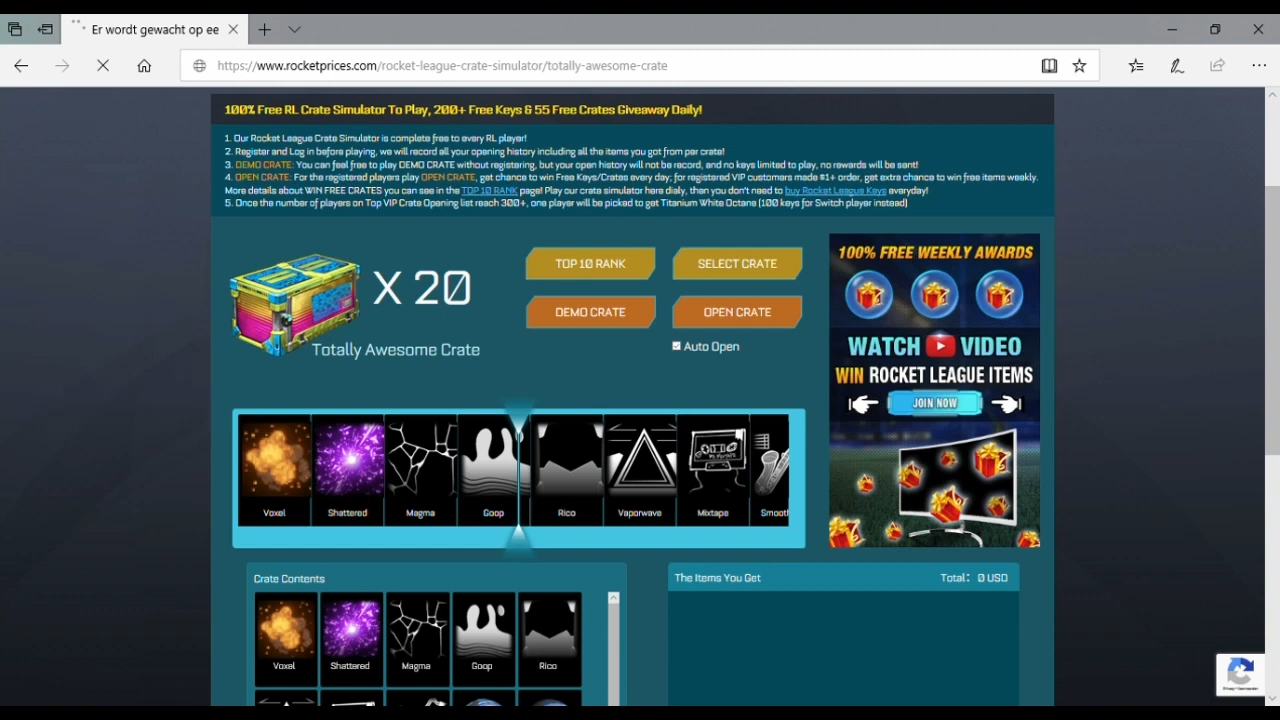 Er wordt gewacht op ee
https://www.rocketprices.com/rocket-league-crate-simulator/totally-awesome-crate
100% Free RL Crate Simulator To Play, 200+ Free Keys & 55 Free Crates Giveaway Daily!
1. Our Rocket League Crate Simulator is complete free to every RL player!
2. Register and Log in before playing, we will record all your opening history including all the items you got from per crate!
3. DEMO CRATE: You can feel free to play DEMO CRATE without registering, but your open history will not be record, and no keys limited to play, no rewards will be sent!
4. OPEN CRATE: For the registered players play OPEN CRATE, get chance to win Free Keys/Crates every day; for registered VIP customers made $1+ order, get extra chance to win free items weekly.
More details about WIN FREE CRATES you can see in the TOP 10 RANK page! Play our crate simulator here dialy, then you don't need to buy Rocket League Keys everyday!
5. Once the number of players on Top VIP Crate Opening list reach 300+, one player will be picked to get Titanium White Octane (100 keys for Switch player instead)
X 20
Totally Awesome Crate
TOP 10 RANK
SELECT CRATE
DEMO CRATE
OPEN CRATE
Auto Open
100% FREE WEEKLY AWARDS
WATCH VIDEO
WIN ROCKET LEAGUE ITEMS
JOIN NOW
Voxel
Shattered
Magma
Goop
Rico
Vaporwave
Mixtape
Smoot
Crate Contents
The Items You Get
Total: 0 USD
Voxel
Shattered
Magma
Goop
Rico